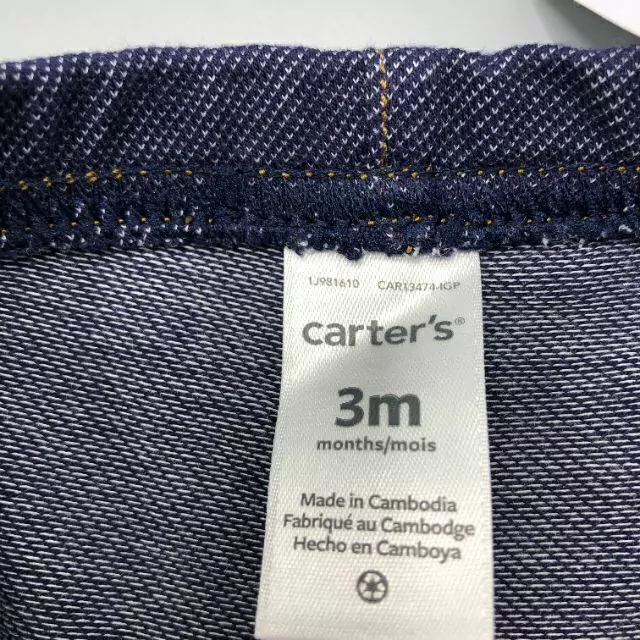 1J981610 CAR13474-IGP
carter's®
3m
months/mois
Made in Cambodia
Fabriqué au Cambodge
Hecho en Camboya